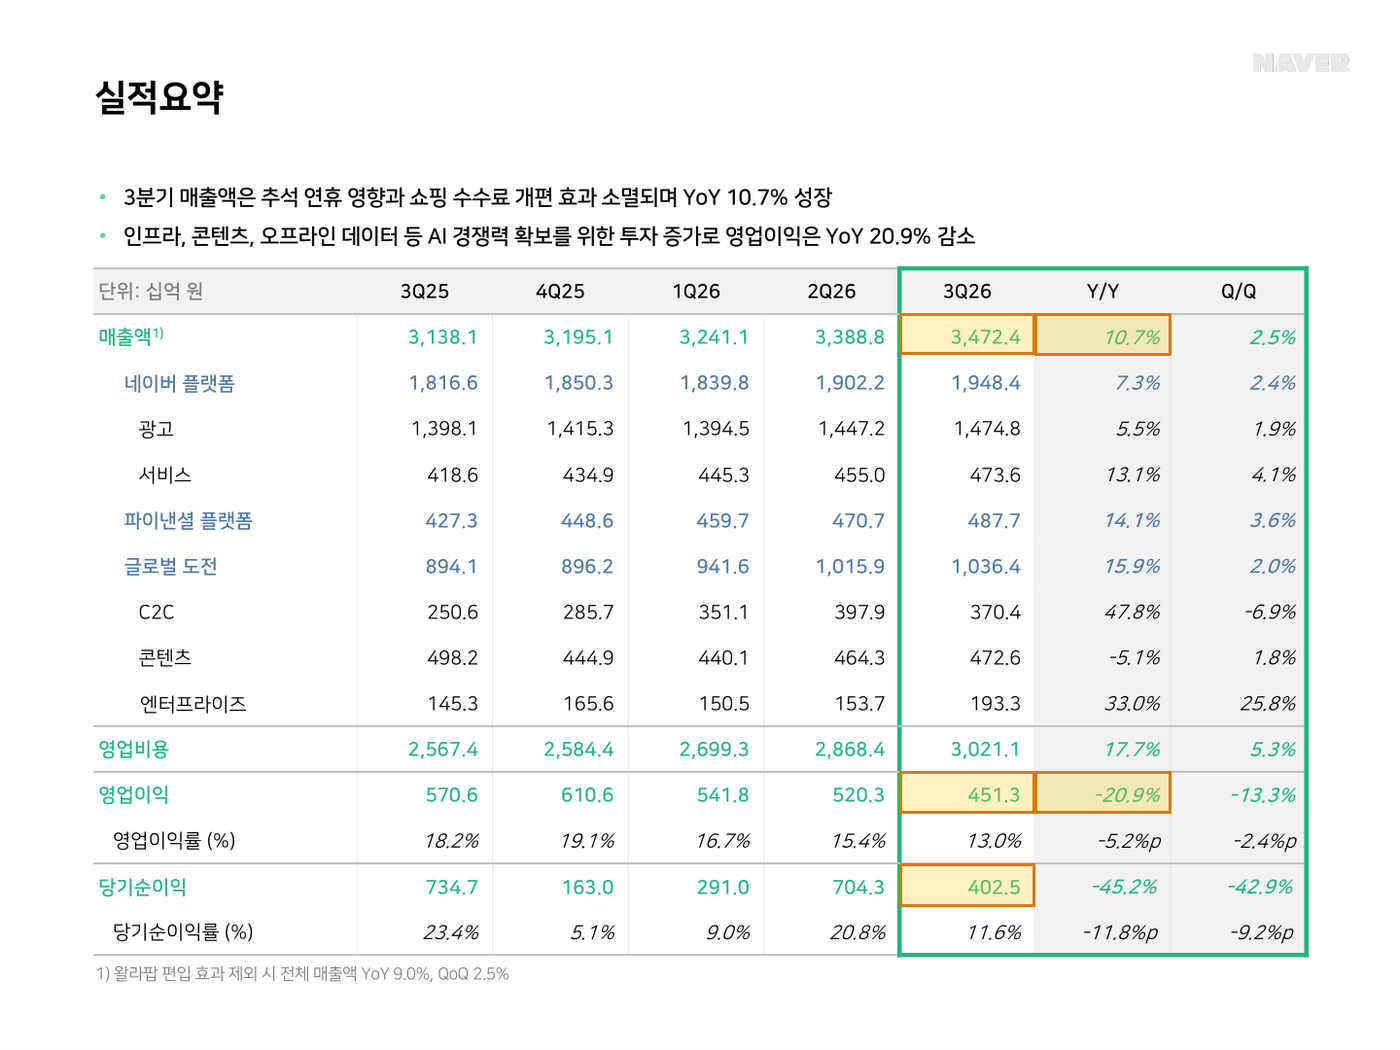 NAVER
실적요약
• 3분기 매출액은 추석 연휴 영향과 쇼핑 수수료 개편 효과 소멸되며 YoY 10.7% 성장
• 인프라, 콘텐츠, 오프라인 데이터 등 AI 경쟁력 확보를 위한 투자 증가로 영업이익은 YoY 20.9% 감소
단위: 십억 원 3Q25 4Q25 1Q26 2Q26 3Q26 Y/Y Q/Q
매출액1) 3,138.1 3,195.1 3,241.1 3,388.8 3,472.4 10.7% 2.5%
네이버 플랫폼 1,816.6 1,850.3 1,839.8 1,902.2 1,948.4 7.3% 2.4%
광고 1,398.1 1,415.3 1,394.5 1,447.2 1,474.8 5.5% 1.9%
서비스 418.6 434.9 445.3 455.0 473.6 13.1% 4.1%
파이낸셜 플랫폼 427.3 448.6 459.7 470.7 487.7 14.1% 3.6%
글로벌 도전 894.1 896.2 941.6 1,015.9 1,036.4 15.9% 2.0%
C2C 250.6 285.7 351.1 397.9 370.4 47.8% -6.9%
콘텐츠 498.2 444.9 440.1 464.3 472.6 -5.1% 1.8%
엔터프라이즈 145.3 165.6 150.5 153.7 193.3 33.0% 25.8%
영업비용 2,567.4 2,584.4 2,699.3 2,868.4 3,021.1 17.7% 5.3%
영업이익 570.6 610.6 541.8 520.3 451.3 -20.9% -13.3%
영업이익률 (%) 18.2% 19.1% 16.7% 15.4% 13.0% -5.2%p -2.4%p
당기순이익 734.7 163.0 291.0 704.3 402.5 -45.2% -42.9%
당기순이익률 (%) 23.4% 5.1% 9.0% 20.8% 11.6% -11.8%p -9.2%p
1) 왈라팝 편입 효과 제외 시 전체 매출액 YoY 9.0%, QoQ 2.5%